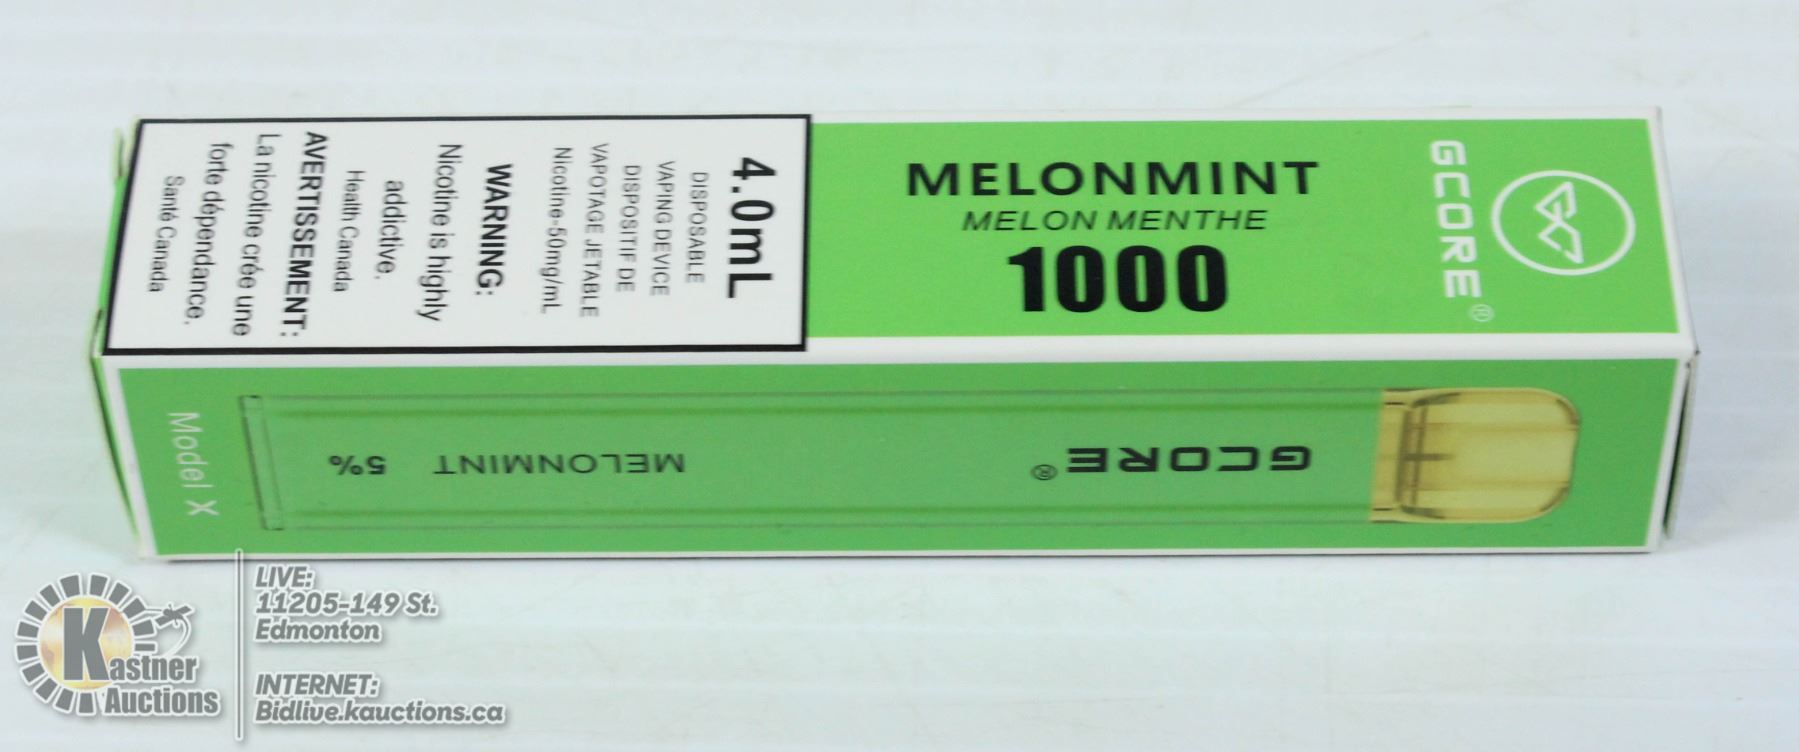 4.0mL
DISPOSABLE
VAPING DEVICE
DISPOSITIF DE
VAPOTAGE JETABLE
Nicotine-50mg/mL
WARNING:
Nicotine is highly
addictive.
Health Canada
AVERTISSEMENT:
La nicotine crée une
forte dépendance.
Santé Canada
MELONMINT
MELON MENTHE
1000
GCORE®
Model X
GCORE®
MELONMINT 5%
Kastner
Auctions
LIVE:
11205-149 St.
Edmonton
INTERNET:
Bidlive.kauctions.ca